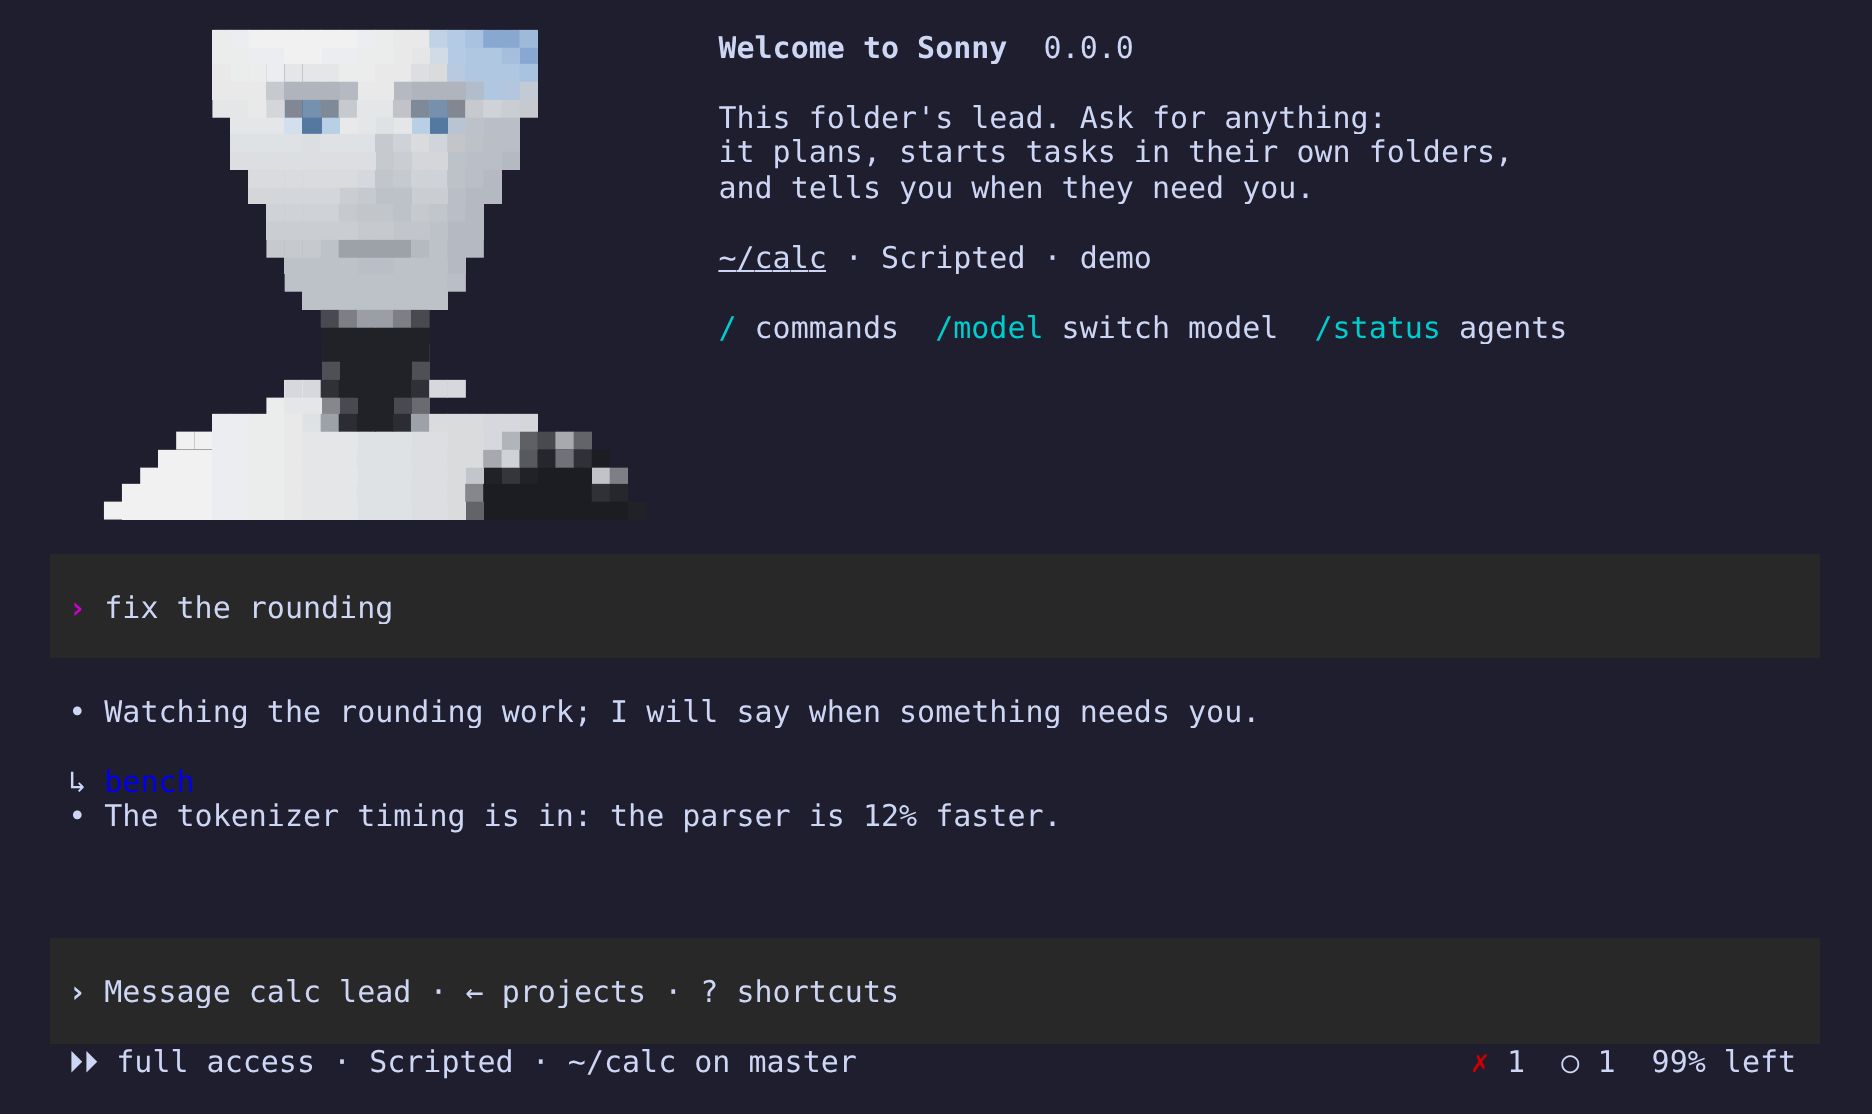 Welcome to Sonny  0.0.0
This folder's lead. Ask for anything:
it plans, starts tasks in their own folders,
and tells you when they need you.
~/calc · Scripted · demo
/ commands  /model switch model  /status agents
› fix the rounding
• Watching the rounding work; I will say when something needs you.
↳ bench
• The tokenizer timing is in: the parser is 12% faster.
› Message calc lead · ← projects · ? shortcuts
⏵⏵ full access · Scripted · ~/calc on master  ✗ 1  ○ 1  99% left